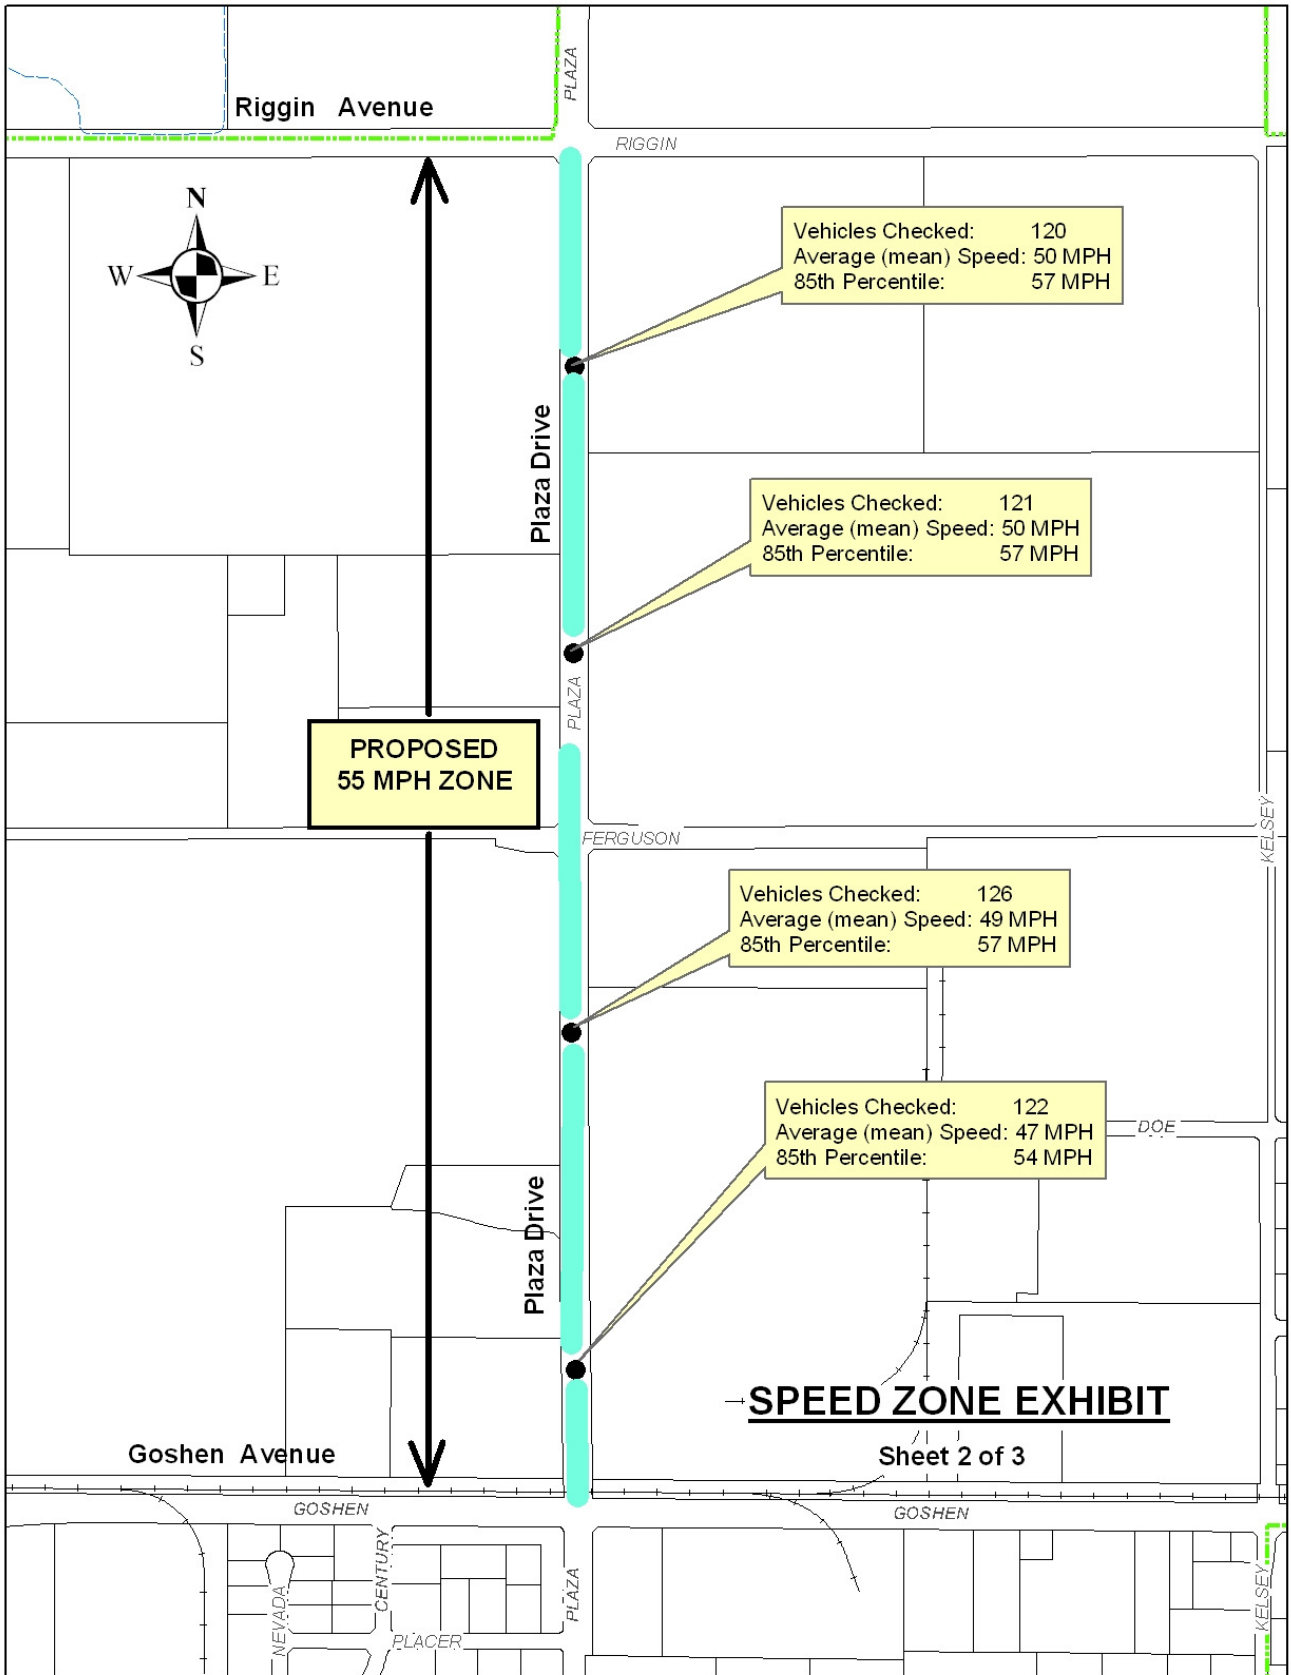 PLAZA
Riggin Avenue
RIGGIN
N
W E
S
Vehicles Checked: 120
Average (mean) Speed: 50 MPH
85th Percentile: 57 MPH
Plaza Drive
Vehicles Checked: 121
Average (mean) Speed: 50 MPH
85th Percentile: 57 MPH
PLAZA
PROPOSED
55 MPH ZONE
FERGUSON
KELSEY
Vehicles Checked: 126
Average (mean) Speed: 49 MPH
85th Percentile: 57 MPH
Vehicles Checked: 122
Average (mean) Speed: 47 MPH
85th Percentile: 54 MPH
DOE
Plaza Drive
SPEED ZONE EXHIBIT
Sheet 2 of 3
Goshen Avenue
GOSHEN
GOSHEN
CENTURY
NEVADA
PLAZA
KELSEY
PLACER